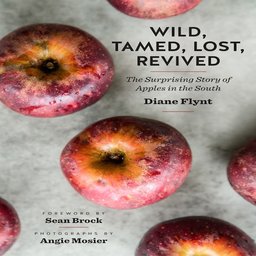 WILD,
TAMED, LOST,
REVIVED
The Surprising Story of
Apples in the South
Diane Flynt
FOREWORD BY
Sean Brock
PHOTOGRAPHS BY
Angie Mosier